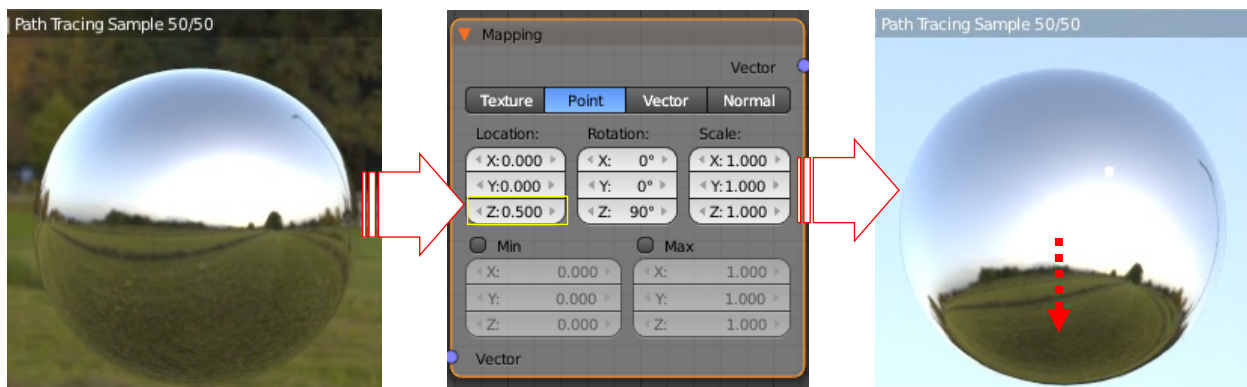 Path Tracing Sample 50/50
Mapping
Vector
Texture Point Vector Normal
Location: Rotation: Scale:
X:0.000 X: 0° X:1.000
Y:0.000 Y: 0° Y:1.000
Z:0.500 Z: 90° Z:1.000
Min Max
X: 0.000 X: 1.000
Y: 0.000 Y: 1.000
Z: 0.000 Z: 1.000
Vector
Path Tracing Sample 50/50